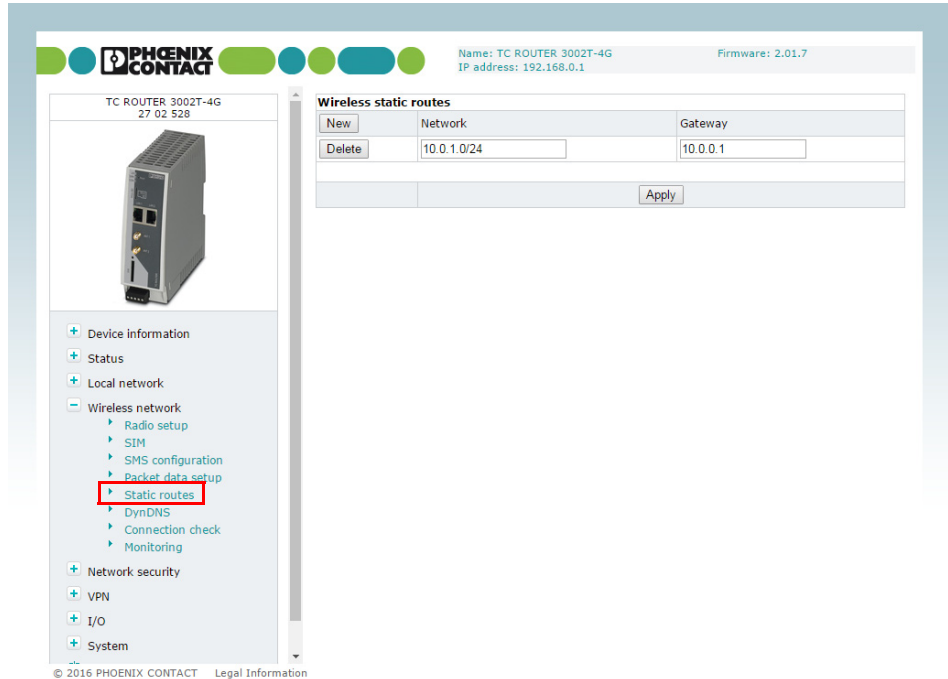 PHŒNIX
CONTACT
Name: TC ROUTER 3002T-4G
Firmware: 2.01.7
IP address: 192.168.0.1
TC ROUTER 3002T-4G
27 02 528
Wireless static routes
New
Network
Gateway
Delete
10.0.1.0/24
10.0.0.1
Apply
Device information
Status
Local network
Wireless network
Radio setup
SIM
SMS configuration
Packet data setup
Static routes
DynDNS
Connection check
Monitoring
Network security
VPN
I/O
System
© 2016 PHOENIX CONTACT
Legal Information